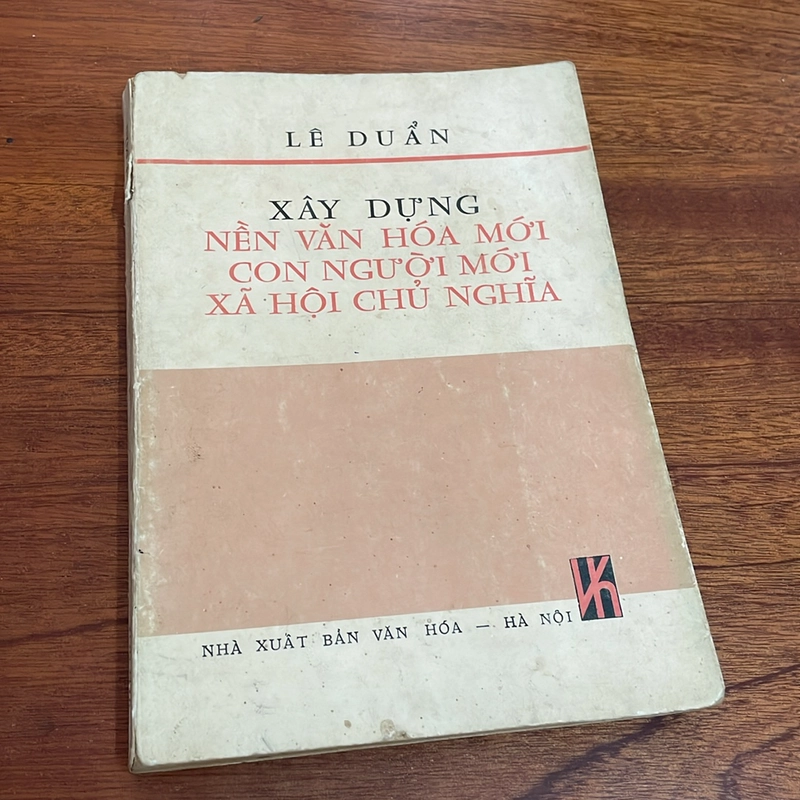 LÊ DUẨN
XÂY DỰNG
NỀN VĂN HÓA MỚI
CON NGƯỜI MỚI
XÃ HỘI CHỦ NGHĨA
NHÀ XUẤT BẢN VĂN HÓA — HÀ NỘI